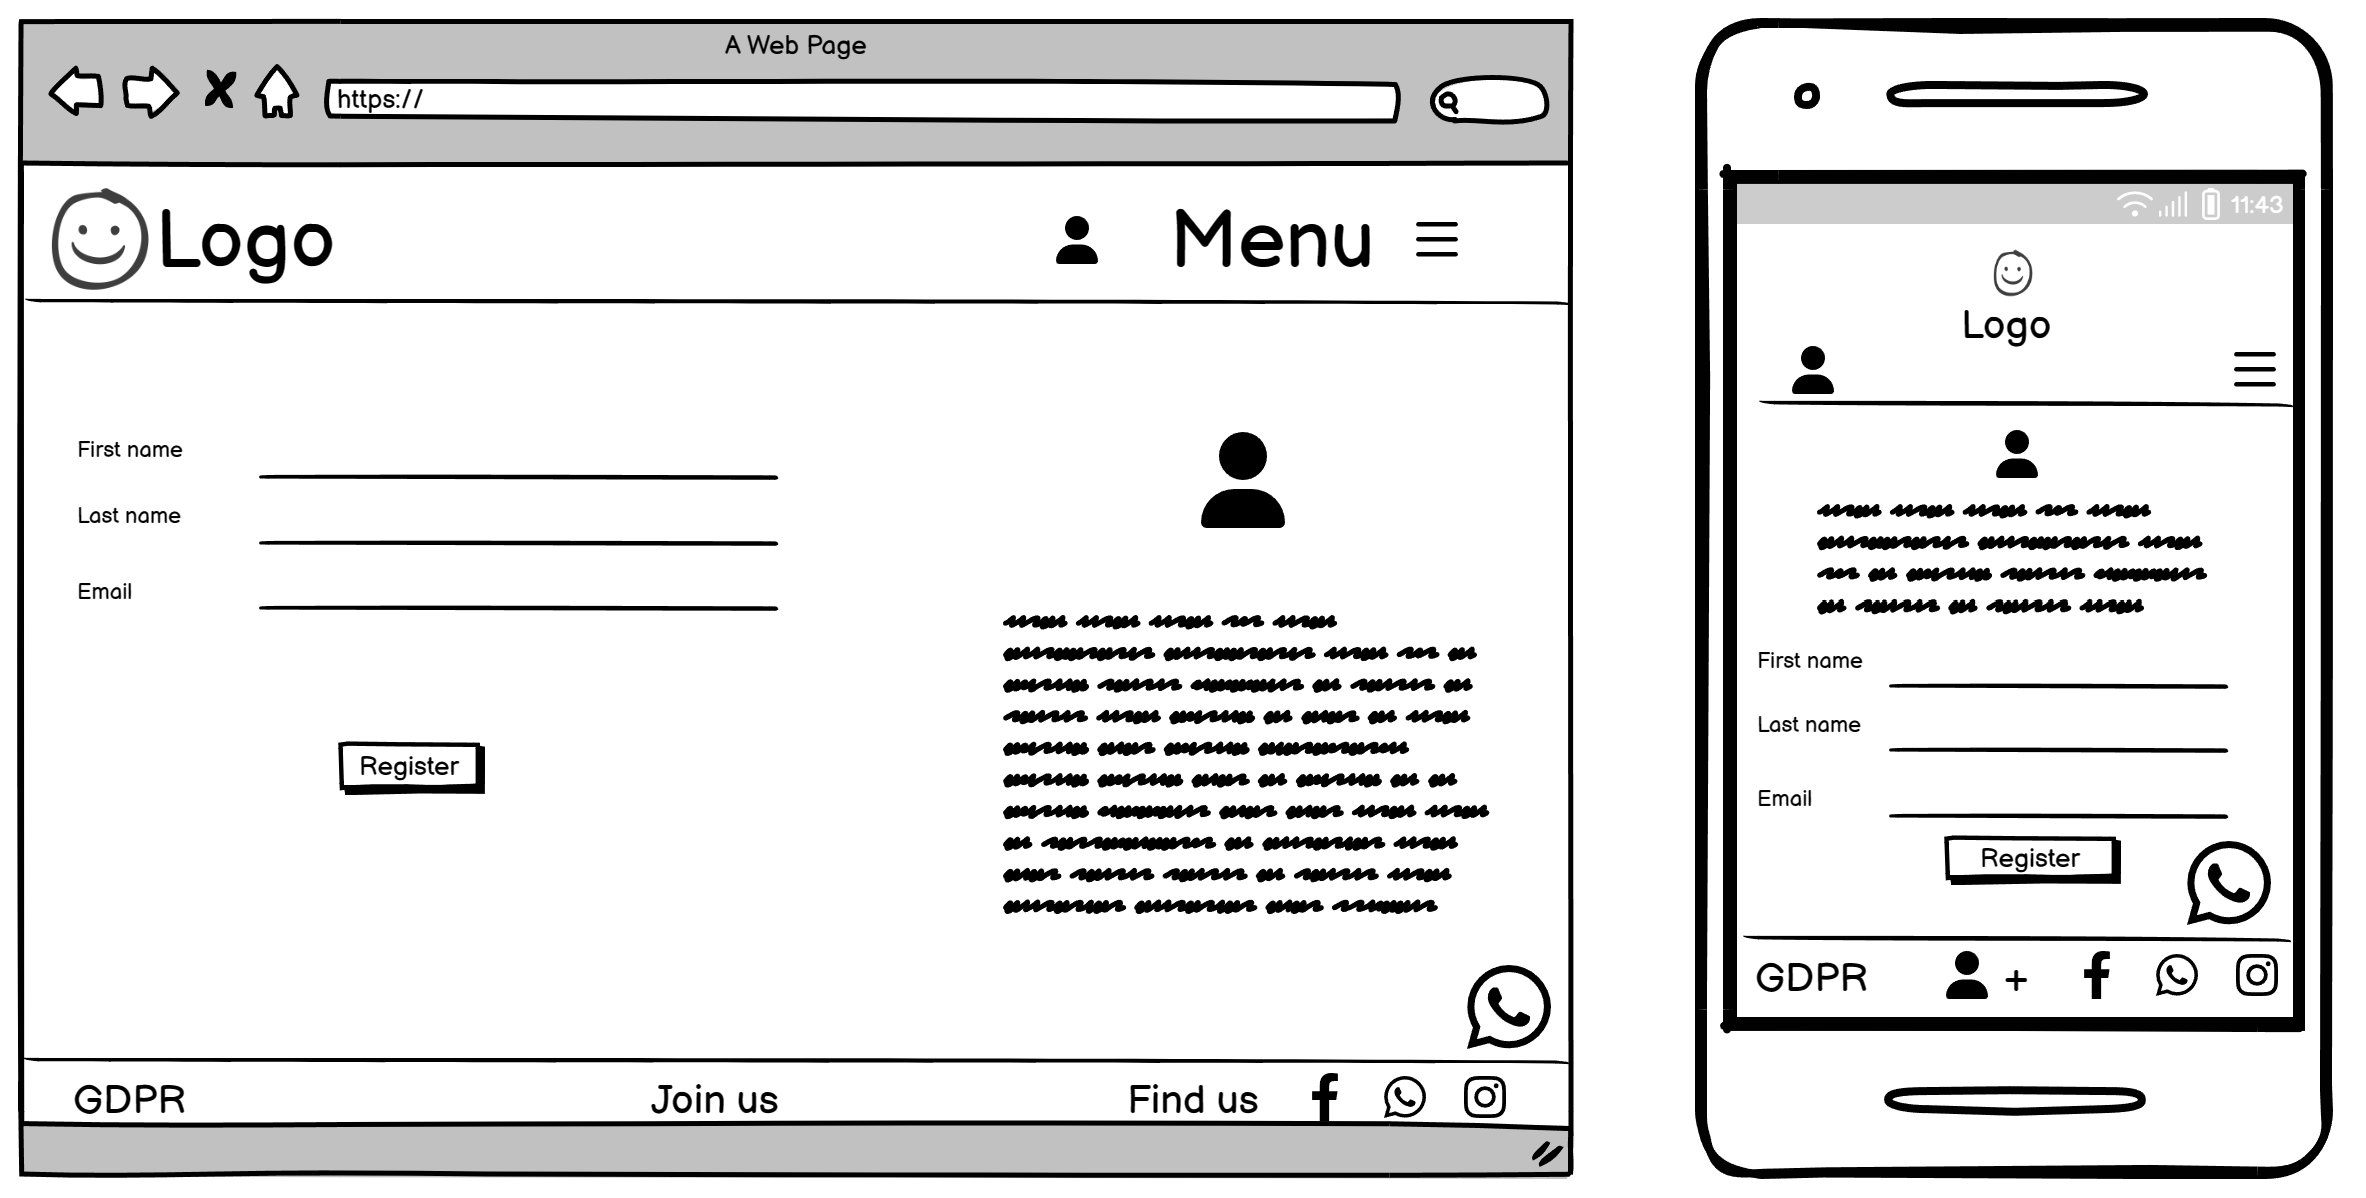 A Web Page
https://
Logo
Menu
First name
Last name
Email
Register
GDPR
Join us
Find us
11:43
Logo
First name
Last name
Email
Register
GDPR
+